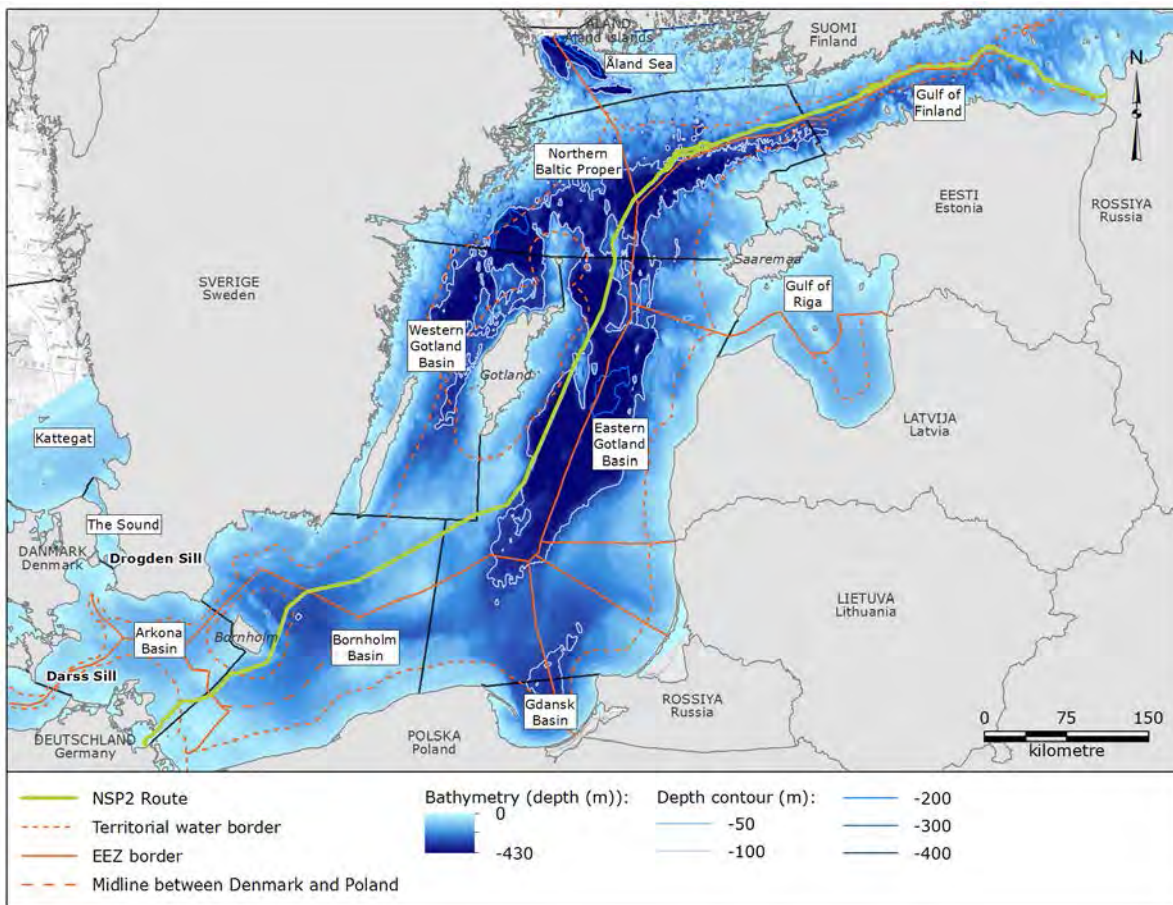 ÅLAND
Åland Islands
SUOMI
Finland
Åland Sea
N
Gulf of
Finland
Northern
Baltic Proper
EESTI
Estonia
ROSSIYA
Russia
SVERIGE
Sweden
Saaremaa
Gulf of
Riga
Western
Gotland
Basin
Gotland
Kattegat
Eastern
Gotland
Basin
LATVIJA
Latvia
The Sound
DANMARK
Denmark
Drogden Sill
LIETUVA
Lithuania
Arkona
Basin
Bornholm
Bornholm
Basin
Darss Sill
Gdansk
Basin
ROSSIYA
Russia
DEUTSCHLAND
Germany
POLSKA
Poland
0 75 150
kilometre
NSP2 Route
Territorial water border
EEZ border
Midline between Denmark and Poland
Bathymetry (depth (m)):
0
-430
Depth contour (m):
-50
-100
-200
-300
-400